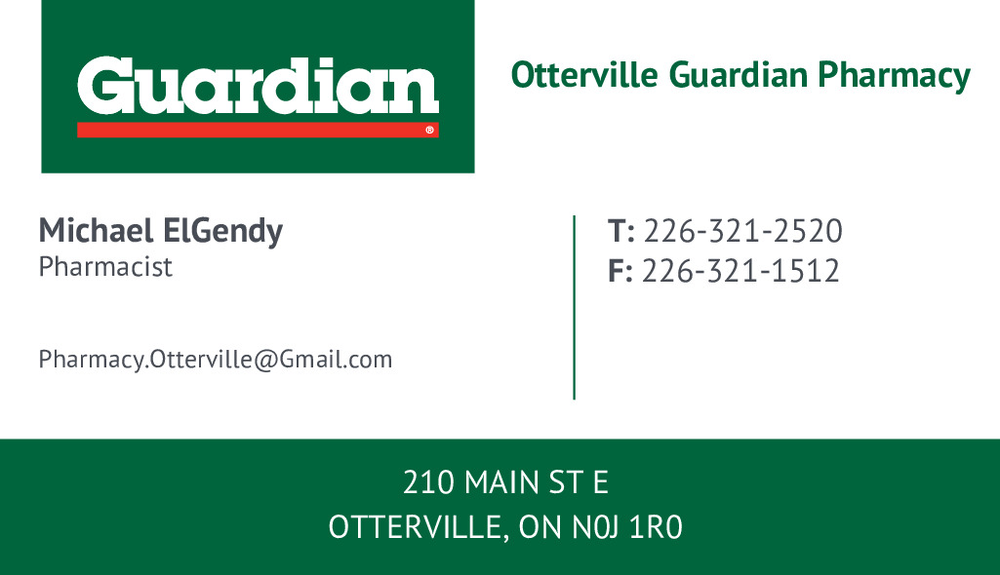 Guardian
®
Otterville Guardian Pharmacy
Michael ElGendy
Pharmacist
Pharmacy.Otterville@Gmail.com
T: 226-321-2520
F: 226-321-1512
210 MAIN ST E
OTTERVILLE, ON N0J 1R0